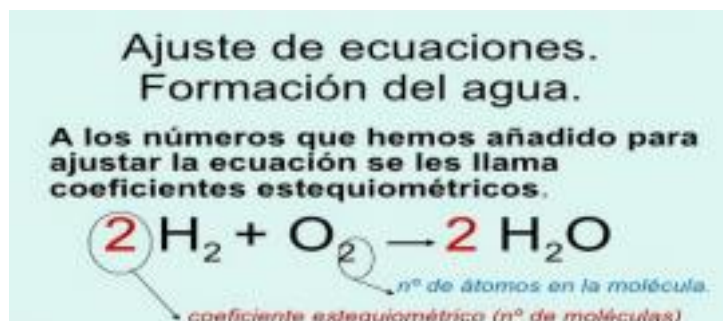 Ajuste de ecuaciones.
Formación del agua.
A los números que hemos añadido para
ajustar la ecuación se les llama
coeficientes estequiométricos.
2 H₂ + O₂ → 2 H₂O
nº de átomos en la molécula.
coeficiente estequiométrico (nº de moléculas)